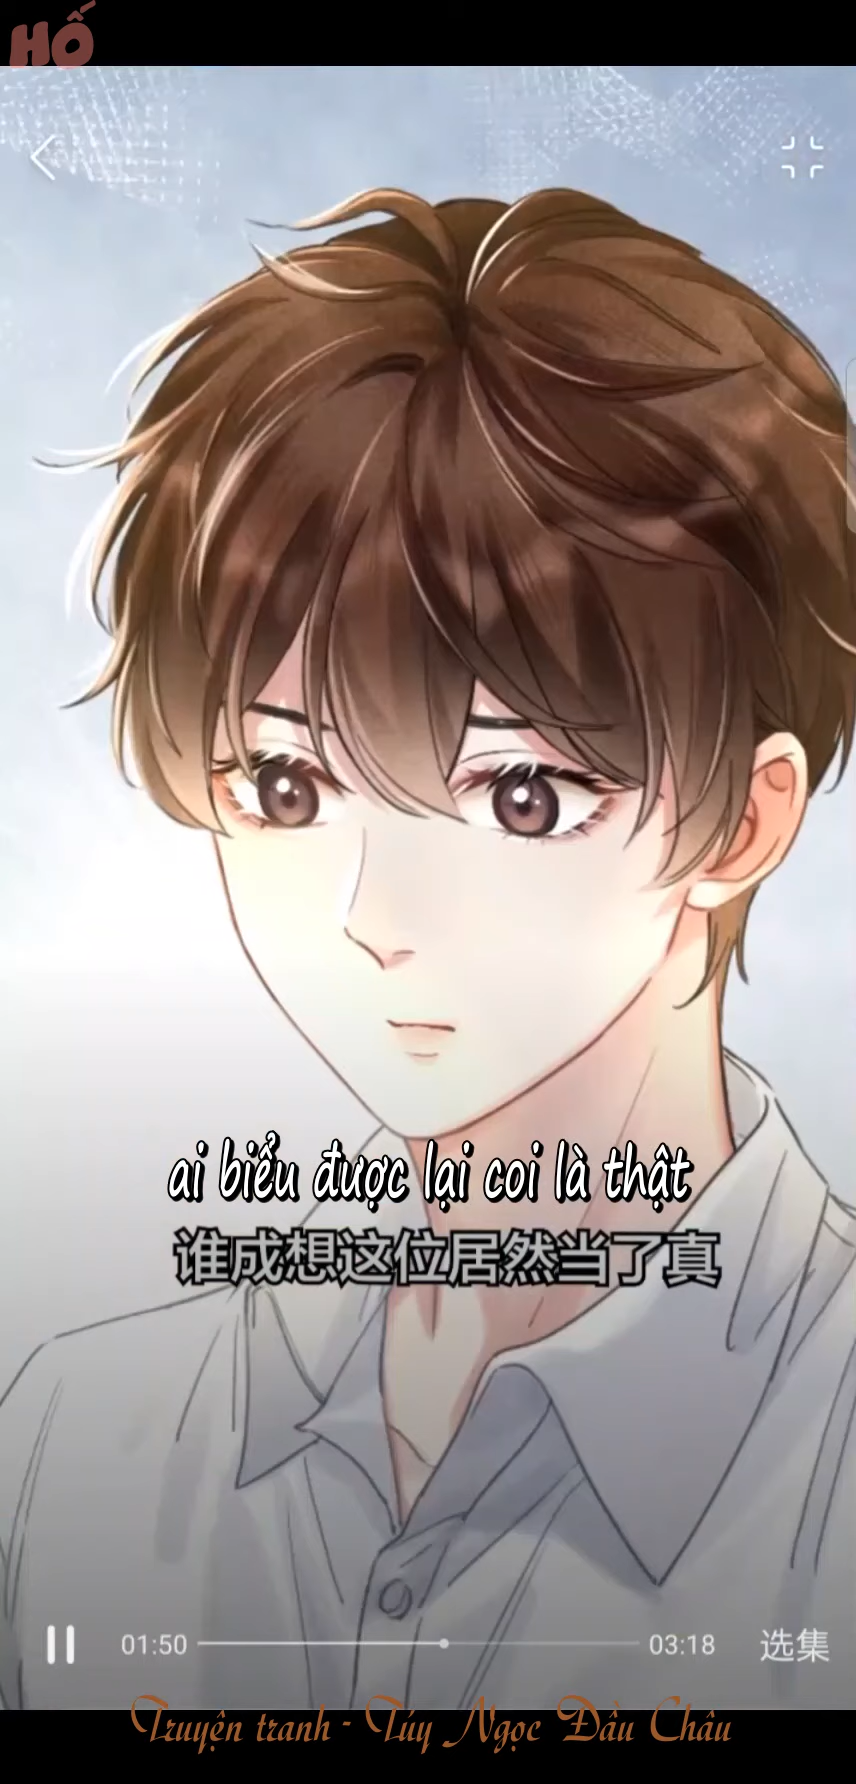 HỐ
ai biểu được lại coi là thật
谁成想这位居然当了真
01:50
03:18
选集
Truyện tranh - Túy Ngọc Đầu Châu